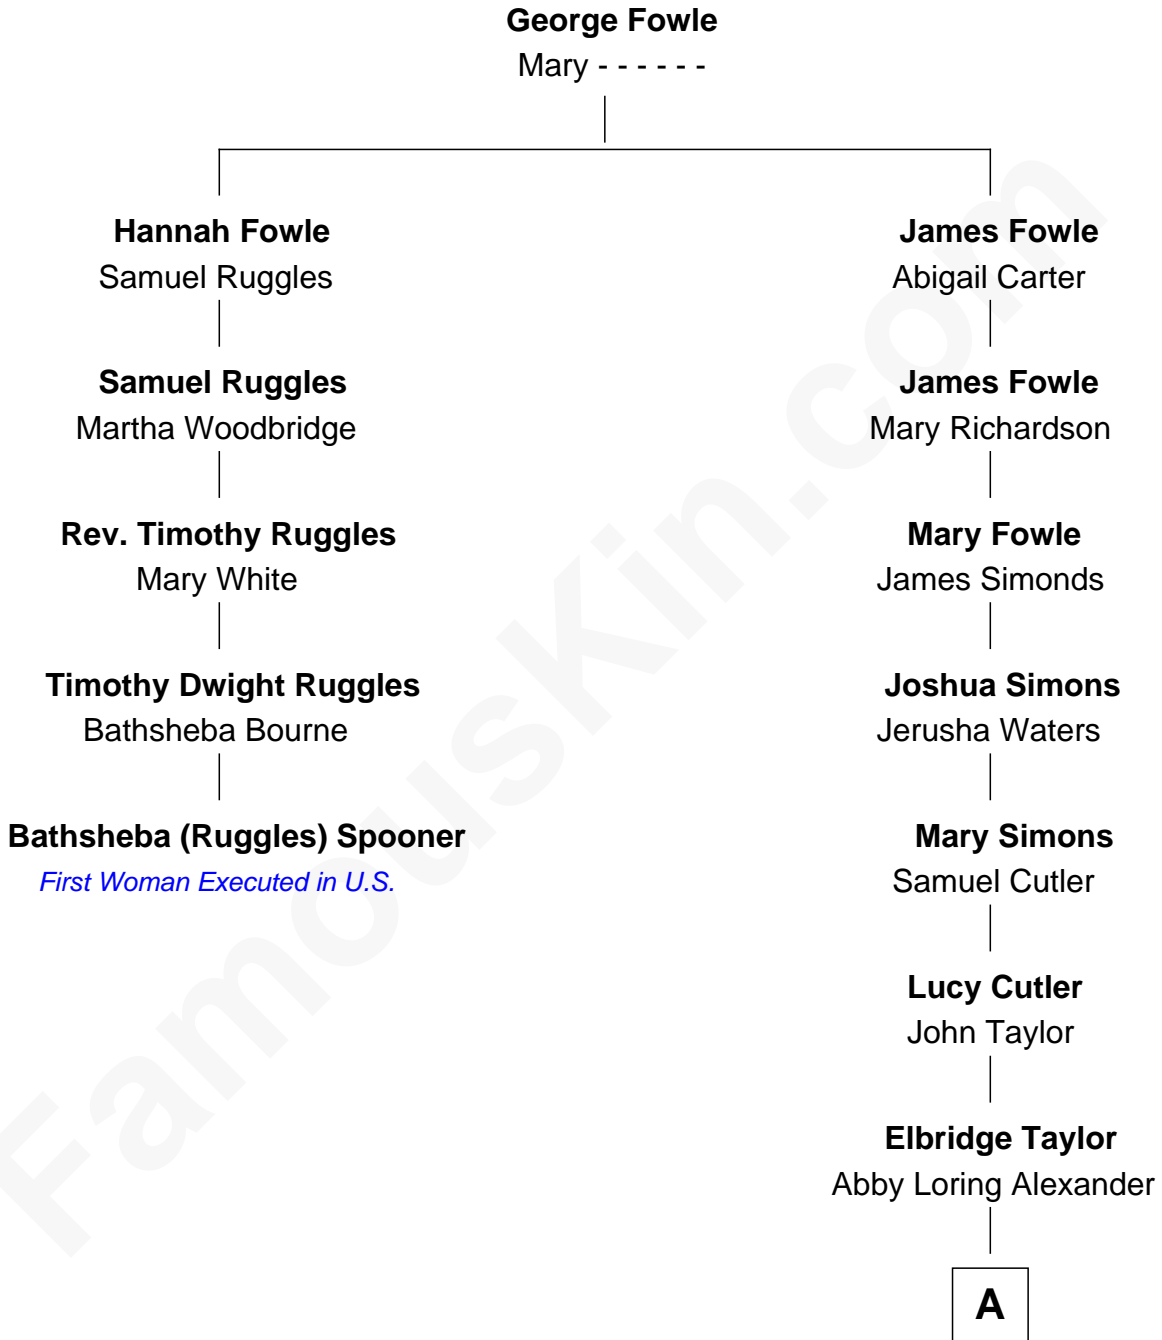 George Fowle
Mary - - - - - -
Hannah Fowle
Samuel Ruggles
Samuel Ruggles
Martha Woodbridge
Rev. Timothy Ruggles
Mary White
Timothy Dwight Ruggles
Bathsheba Bourne
Bathsheba (Ruggles) Spooner
First Woman Executed in U.S.
James Fowle
Abigail Carter
James Fowle
Mary Richardson
Mary Fowle
James Simonds
Joshua Simons
Jerusha Waters
Mary Simons
Samuel Cutler
Lucy Cutler
John Taylor
Elbridge Taylor
Abby Loring Alexander
A
FamousKin.com